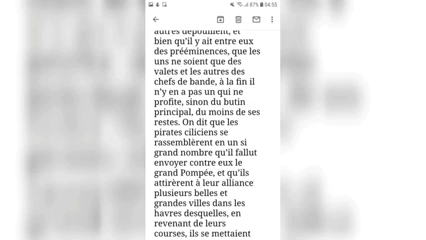 87% 04:55
autres dépouillent, et
bien qu'il y ait entre eux
des prééminences, que les
uns ne soient que des
valets et les autres des
chefs de bande, à la fin il
n'y en a pas un qui ne
profite, sinon du butin
principal, du moins de ses
restes. On dit que les
pirates ciliciens se
rassemblèrent en un si
grand nombre qu'il fallut
envoyer contre eux le
grand Pompée, et qu'ils
attirèrent à leur alliance
plusieurs belles et
grandes villes dans les
havres desquelles, en
revenant de leurs
courses, ils se mettaient